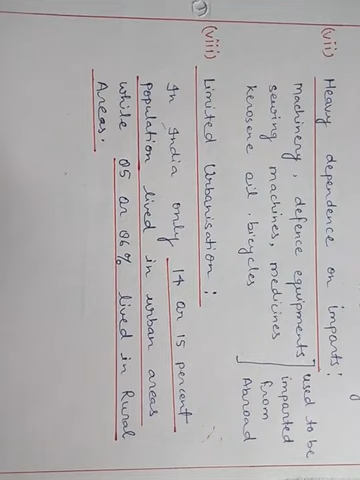 (vii) Heavy dependence on imports:
Machinery, defence equipments
sewing machines, medicines
kerosene oil. bicycles
used to be
imparted
from
Abroad
(viii) Limited Urbanisation:
In India only 14 or 15 percent
population lived in urban areas
while 85 or 86% lived in Rural
Areas.